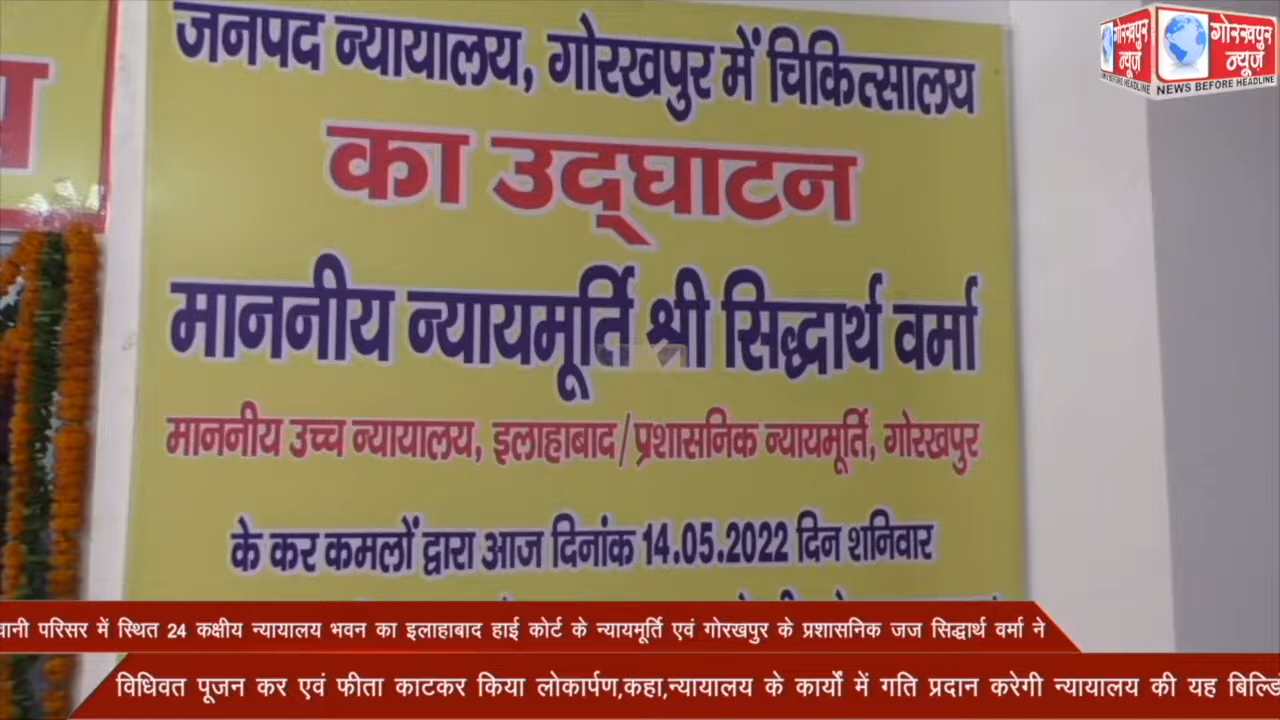 जनपद न्यायालय, गोरखपुर में चिकित्सालय
का उद्घाटन
माननीय न्यायमूर्ति श्री सिद्धार्थ वर्मा
माननीय उच्च न्यायालय, इलाहाबाद/प्रशासनिक न्यायमूर्ति, गोरखपुर
के कर कमलों द्वारा आज दिनांक 14.05.2022 दिन शनिवार
गोरखपुर
न्यूज
NEWS BEFORE HEADLINE
गोरखपुर
न्यूज
BEFORE HEADLINE
वानी परिसर में स्थित 24 कक्षीय न्यायालय भवन का इलाहाबाद हाई कोर्ट के न्यायमूर्ति एवं गोरखपुर के प्रशासनिक जज सिद्धार्थ वर्मा ने
विधिवत पूजन कर एवं फीता काटकर किया लोकार्पण,कहा,न्यायालय के कार्यों में गति प्रदान करेगी न्यायालय की यह बिल्डि